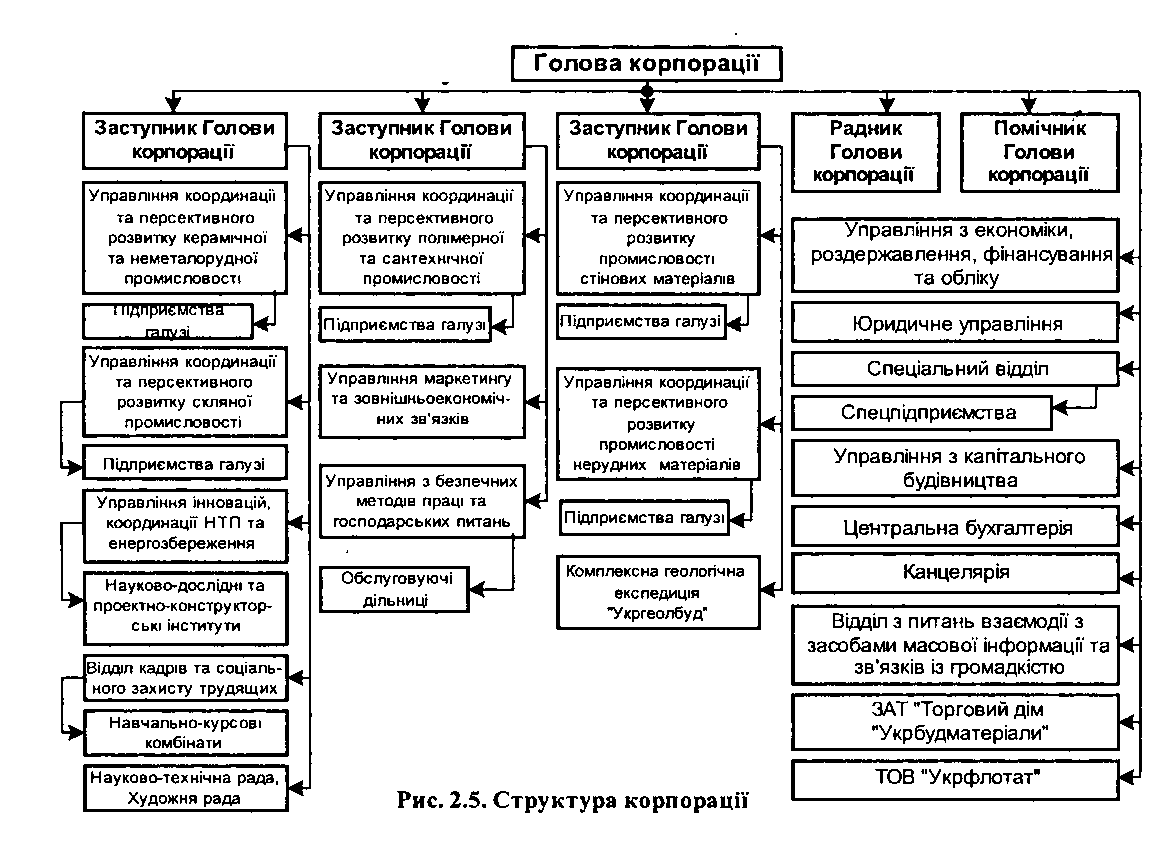 Голова корпорації
Заступник Голови
корпорації
Управління координації
та персективного
розвитку керамічної
та неметалорудної
промисловості
Підприємства
галузі
Управління координації
та персективного
розвитку скляної
промисловості
Підприємства галузі
Управління інновацій,
координації НТП та
енергозбереження
Науково-дослідні та
проектно-конструктор-
ські інститути
Відділ кадрів та соціаль-
ного захисту трудящих
Навчально-курсові
комбінати
Науково-технічна рада,
Художня рада
Заступник Голови
корпорації
Управління координації
та персективного
розвитку полімерної
та сантехнічної
промисловості
Підприємства галузі
Управління маркетингу
та зовнішньоекономіч-
них зв'язків
Управління з безпечних
методів праці та
господарських питань
Обслуговуючі
дільниці
Заступник Голови
корпорації
Управління координації
та персективного
розвитку
промисловості
стінових матеріалів
Підприємства галузі
Управління координації
та персективного
розвитку
промисловості
нерудних матеріалів
Підприємства галузі
Комплексна геологічна
експедиція
"Укргеолбуд"
Радник
Голови
корпорації
Помічник
Голови
корпорації
Управління з економіки,
роздержавлення, фінансування
та обліку
Юридичне управління
Спеціальний відділ
Спецпідприємства
Управління з капітального
будівництва
Центральна бухгалтерія
Канцелярія
Відділ з питань взаємодії з
засобами масової інформації та
зв'язків із громадкістю
ЗАТ "Торговий дім
"Укрбудматеріали"
ТОВ "Укрфлотат"
Рис. 2.5. Структура корпорації